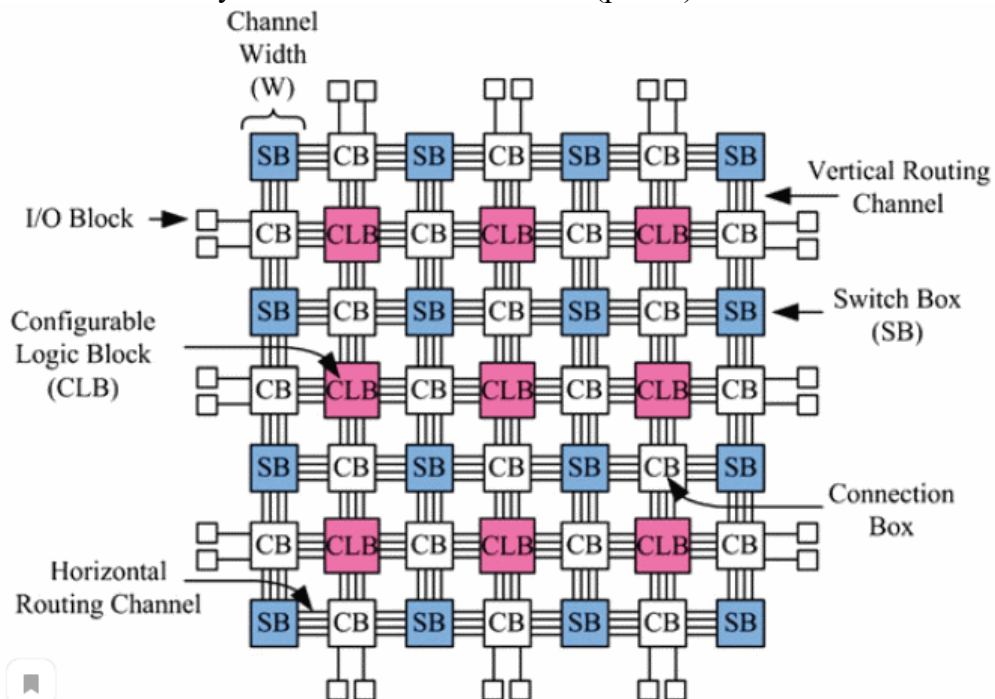 Channel
Width
(W)
SB CB SB CB SB CB SB
Vertical Routing
Channel
I/O Block
CB CLB CB CLB CB CLB CB
SB CB SB CB SB CB SB
Switch Box
(SB)
Configurable
Logic Block
(CLB)
CB CLB CB CLB CB CLB CB
SB CB SB CB SB CB SB
Connection
Box
CB CLB CB CLB CB CLB CB
Horizontal
Routing Channel
SB CB SB CB SB CB SB